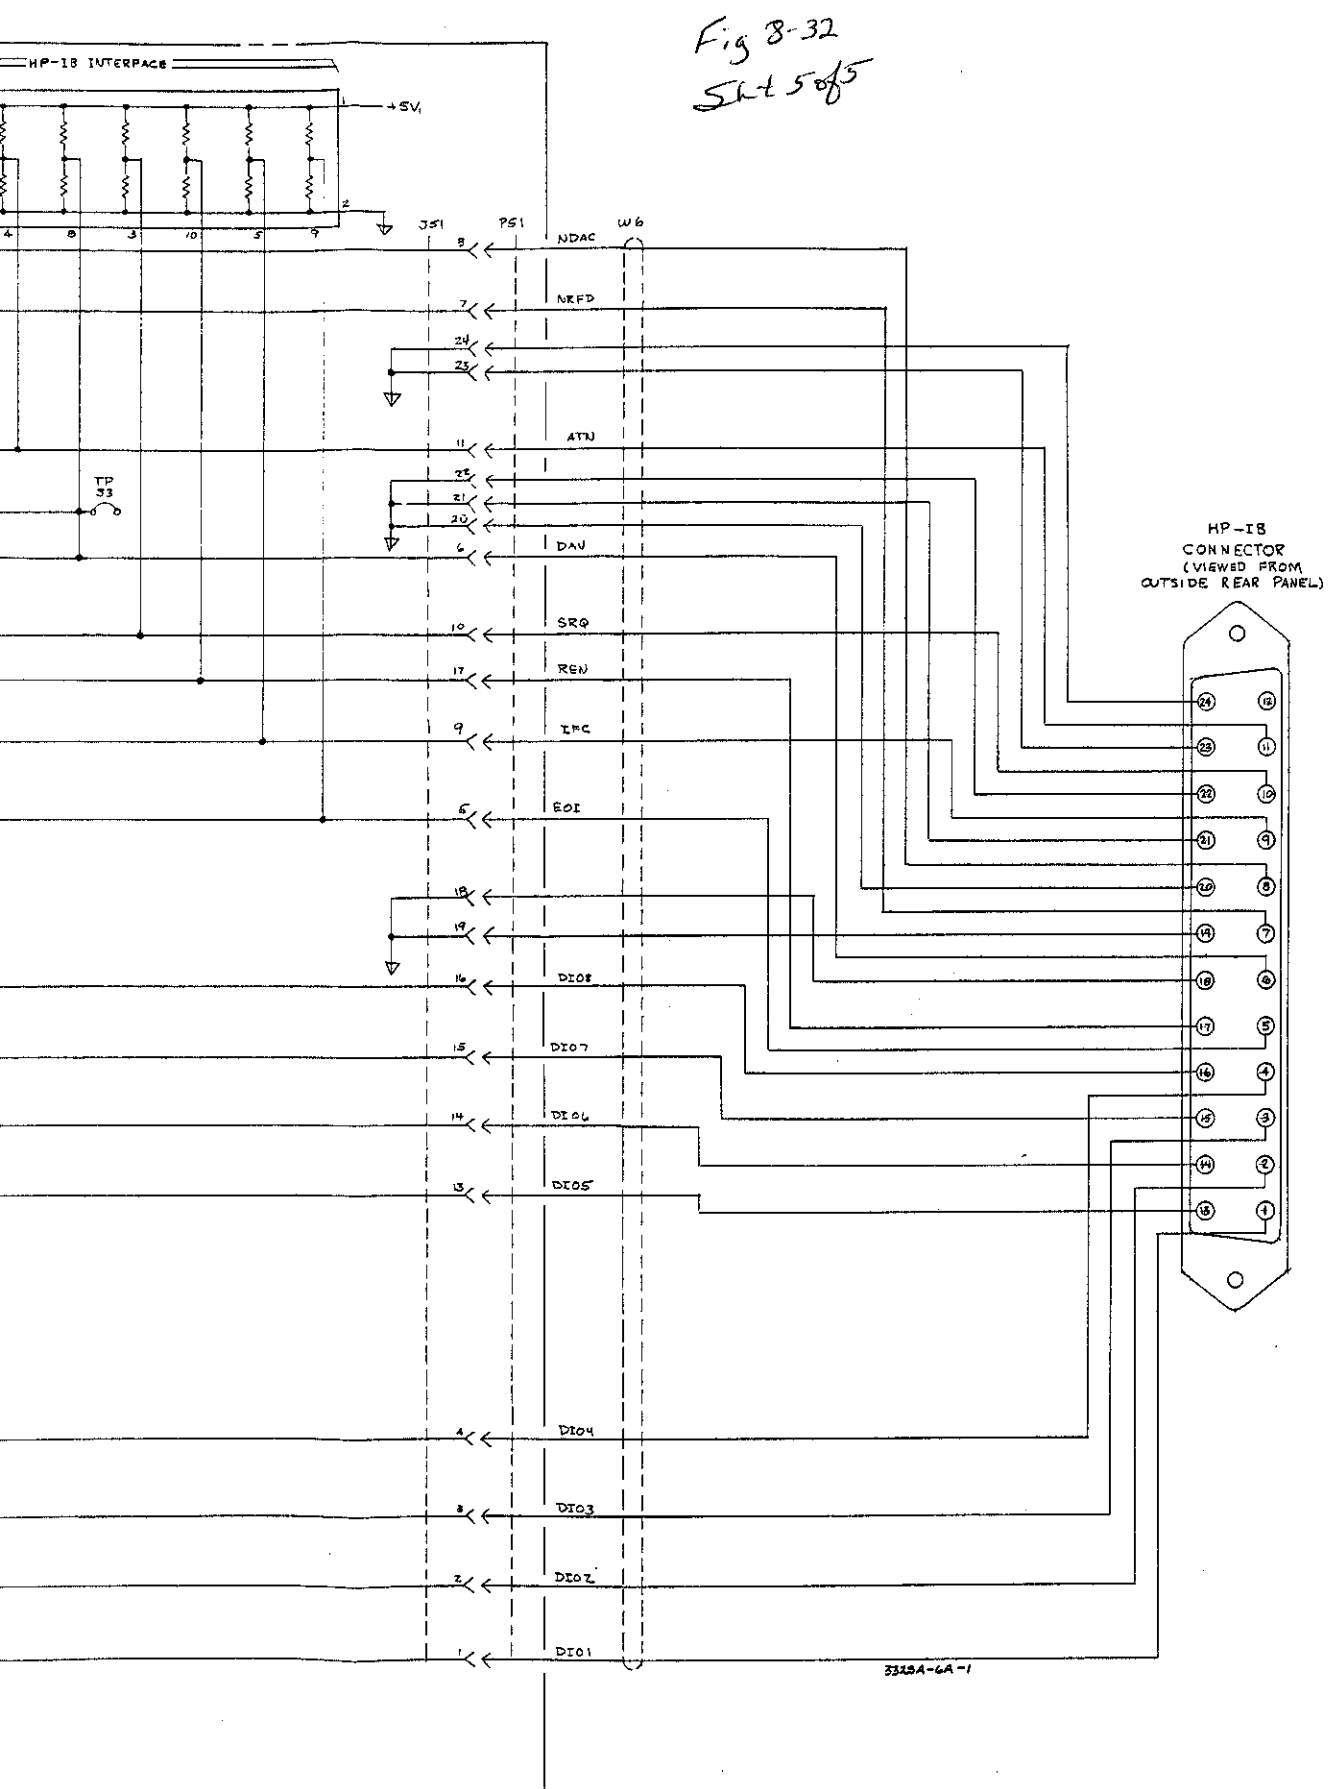 Fig 8-32
Sht 5 of 5
HP-IB INTERFACE
1
+5V,
2
4 8 3 10 5 9
J51 P51 W6
8 NDAC
7 NRFD
24
23
11 ATN
22
21
20
TP
53
6 DAV
10 SRQ
17 REN
9 IFC
5 EOI
18
19
16 DIO8
15 DIO7
14 DIO6
13 DIO5
4 DIO4
3 DIO3
2 DIO2
1 DIO1
HP-IB
CONNECTOR
(VIEWED FROM
OUTSIDE REAR PANEL)
24 12
23 11
22 10
21 9
20 8
19 7
18 6
17 5
16 4
15 3
14 2
13 1
3325A-6A-1